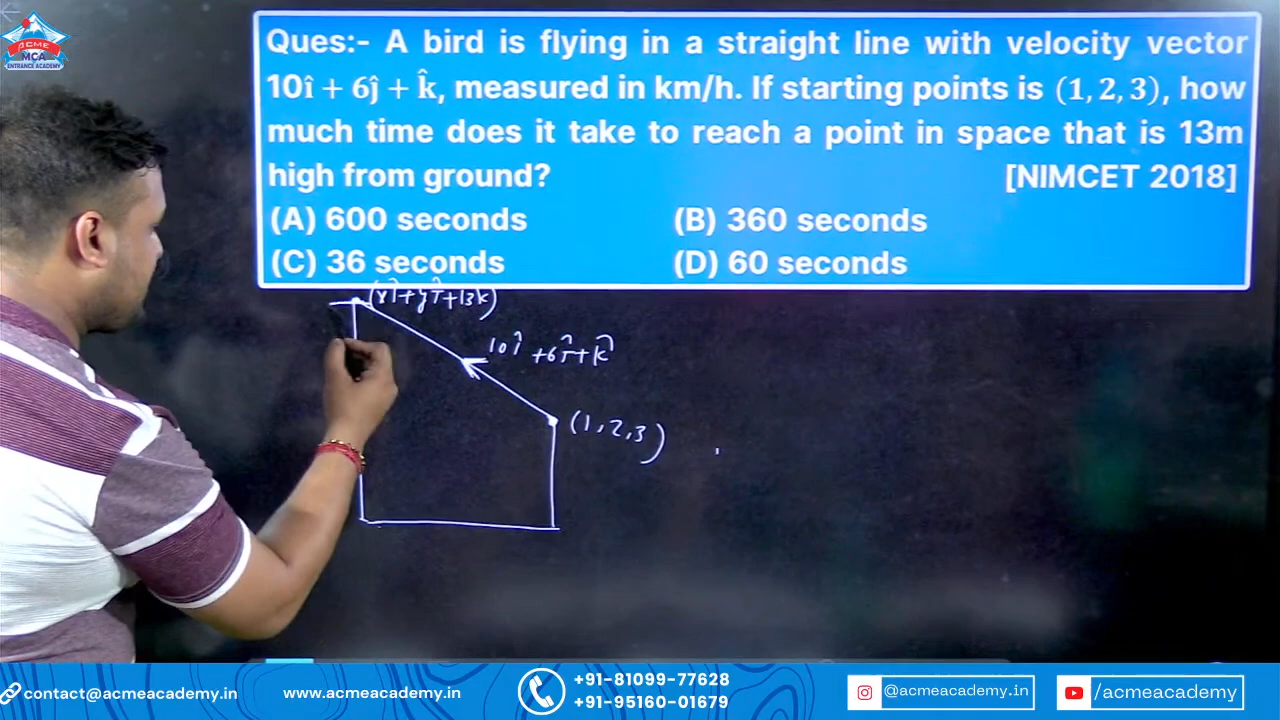 ACME
MCA
ENTRANCE ACADEMY
Ques:- A bird is flying in a straight line with velocity vector
10î + 6ĵ + k̂, measured in km/h. If starting points is (1, 2, 3), how
much time does it take to reach a point in space that is 13m
high from ground? [NIMCET 2018]
(A) 600 seconds (B) 360 seconds
(C) 36 seconds (D) 60 seconds
(xî+yĵ+13k̂)
10î +6ĵ+k̂
(1,2,3)
contact@acmeacademy.in www.acmeacademy.in +91-81099-77628
+91-95160-01679
@acmeacademy.in /acmeacademy